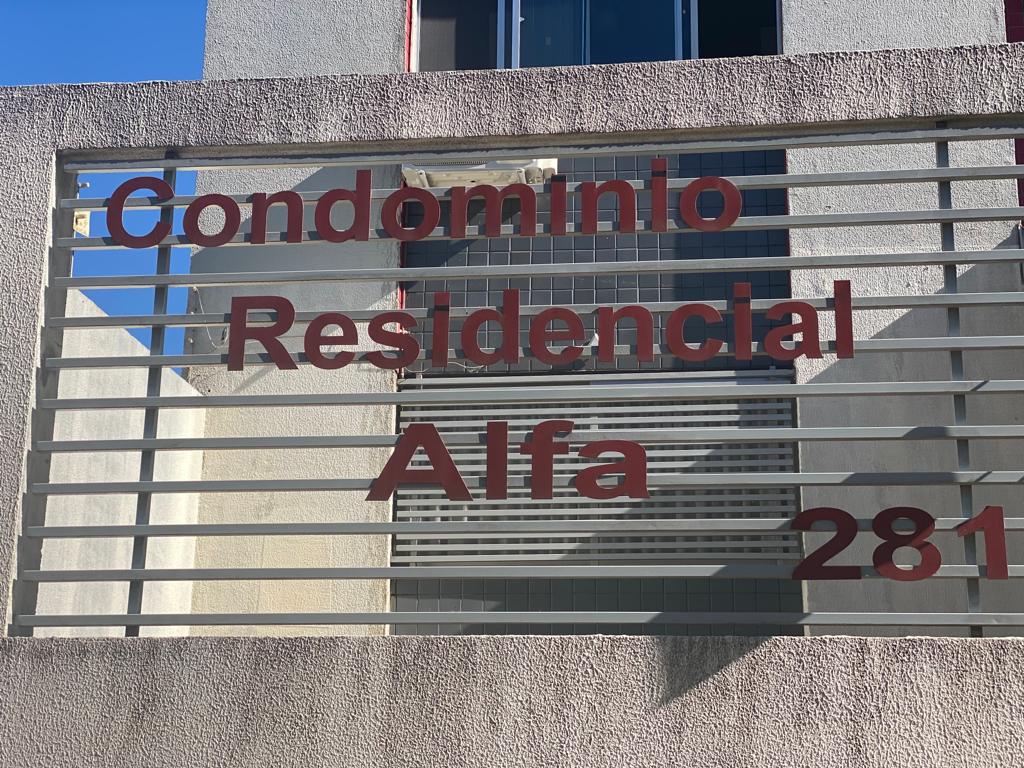 Condominio
Residencial
Alfa
281